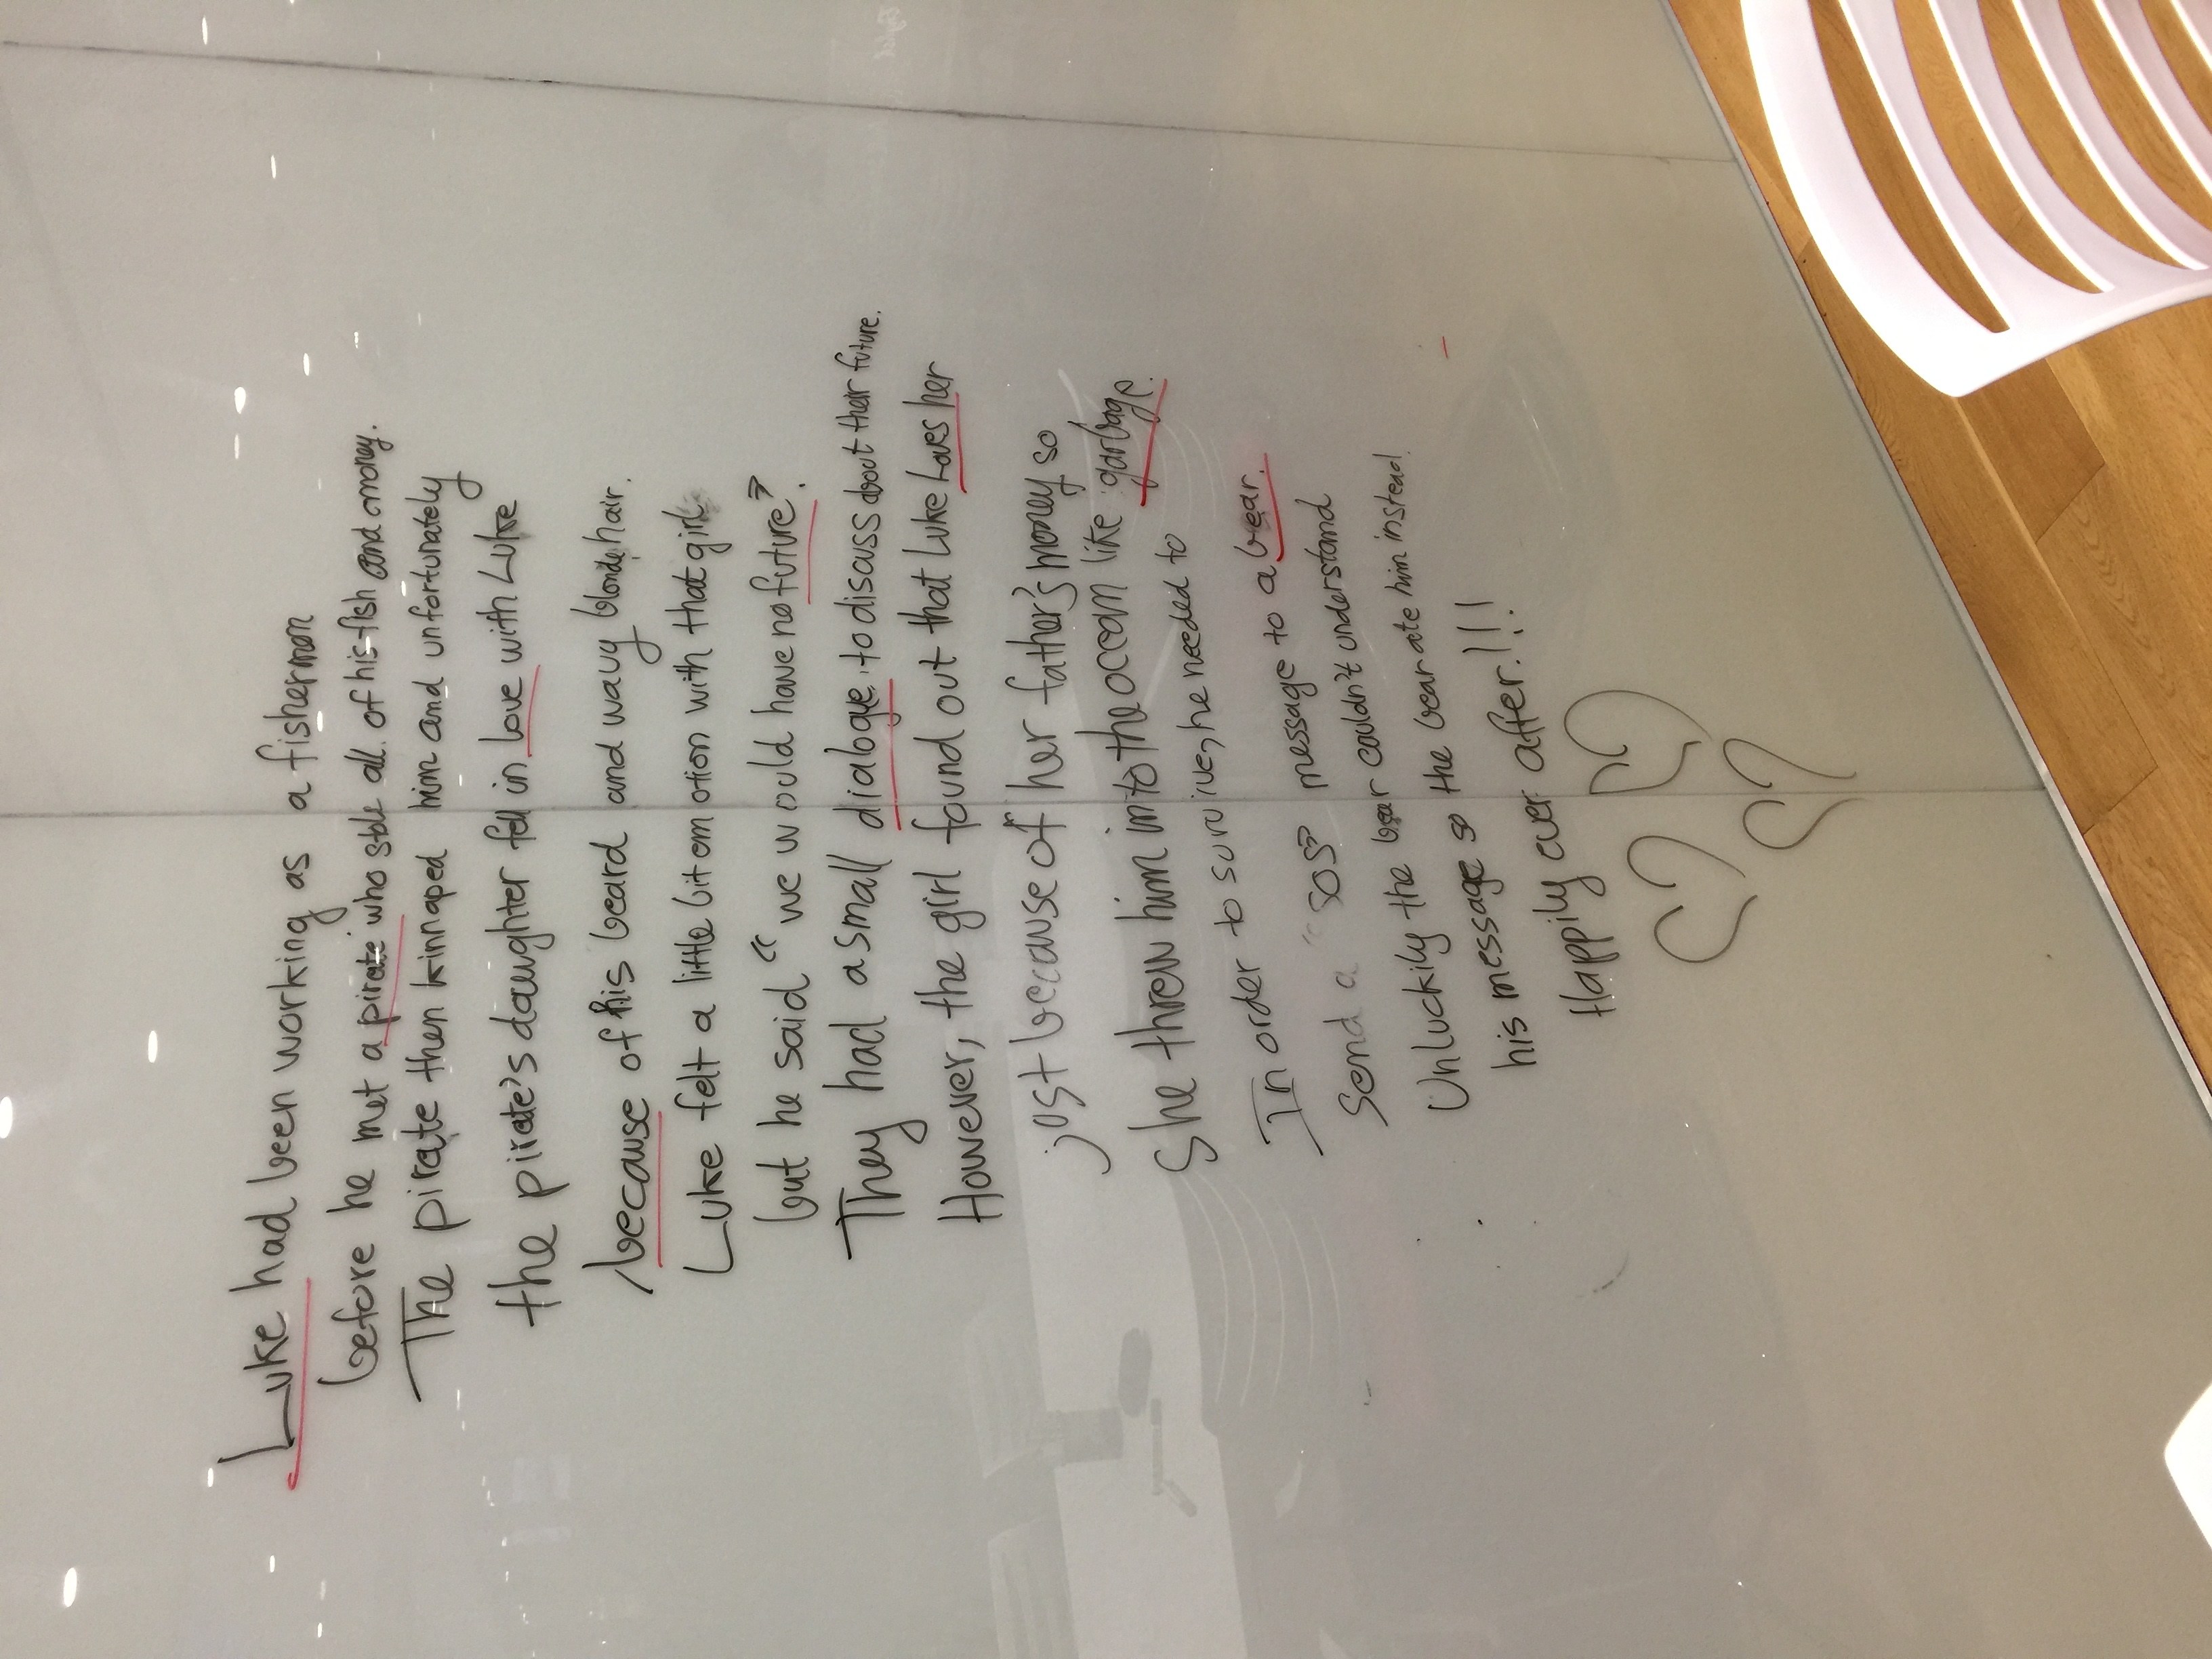 Luke had been working as a fisherman
before he met a pirate who stole all of his fish and money.
The pirate then kinnaped him and unfortunately
the pirate's daughter fell in love with Luke
because of his beard and wavy blonde hair.
Luke felt a little bit emotion with that girl
but he said "we would have no future".
They had a small dialogue to discuss about their future.
However, the girl found out that Luke Loves her
just because of her father's money so
She threw him into the ocean like garbage.
In order to survive, he needed to
Send a "SOS" message to a bear.
Unluckily the bear couldn't understand
his message so the bear ate him instead.
Happily ever after.!!!